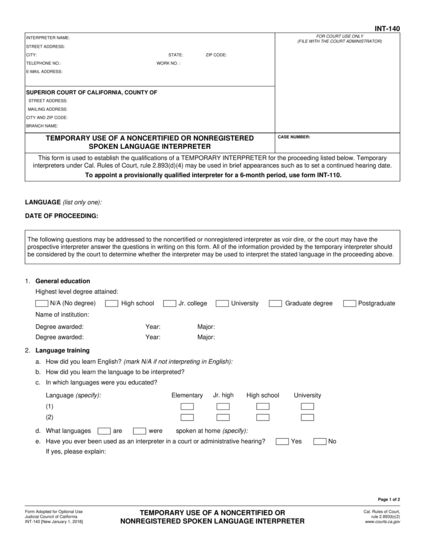 INT-140
INTERPRETER NAME:
FOR COURT USE ONLY
(FILE WITH THE COURT ADMINISTRATOR)
STREET ADDRESS:
CITY: STATE: ZIP CODE:
TELEPHONE NO.: WORK NO. :
E-MAIL ADDRESS:
SUPERIOR COURT OF CALIFORNIA, COUNTY OF
STREET ADDRESS:
MAILING ADDRESS:
CITY AND ZIP CODE:
BRANCH NAME:
TEMPORARY USE OF A NONCERTIFIED OR NONREGISTERED
SPOKEN LANGUAGE INTERPRETER
CASE NUMBER:
This form is used to establish the qualifications of a TEMPORARY INTERPRETER for the proceeding listed below. Temporary
interpreters under Cal. Rules of Court, rule 2.893(d)(4) may be used in brief appearances such as to set a continued hearing date.
To appoint a provisionally qualified interpreter for a 6-month period, use form INT-110.
LANGUAGE (list only one):
DATE OF PROCEEDING:
The following questions may be addressed to the noncertified or nonregistered interpreter as voir dire, or the court may have the
prospective interpreter answer the questions in writing on this form. All of the information provided by the temporary interpreter should
be considered by the court to determine whether the interpreter may be used to interpret the stated language in the proceeding above.
1. General education
Highest level degree attained:
N/A (No degree) High school Jr. college University Graduate degree Postgraduate
Name of institution:
Degree awarded: Year: Major:
Degree awarded: Year: Major:
2. Language training
a. How did you learn English? (mark N/A if not interpreting in English):
b. How did you learn the language to be interpreted?
c. In which languages were you educated?
Language (specify): Elementary Jr. high High school University
(1)
(2)
d. What languages are were spoken at home (specify):
e. Have you ever been used as an interpreter in a court or administrative hearing? Yes No
If yes, please explain:
Page 1 of 2
Form Adopted for Optional Use
Judicial Council of California
INT-140 [New January 1, 2018]
TEMPORARY USE OF A NONCERTIFIED OR
NONREGISTERED SPOKEN LANGUAGE INTERPRETER
Cal. Rules of Court,
rule 2.893(d)(2)
www.courts.ca.gov